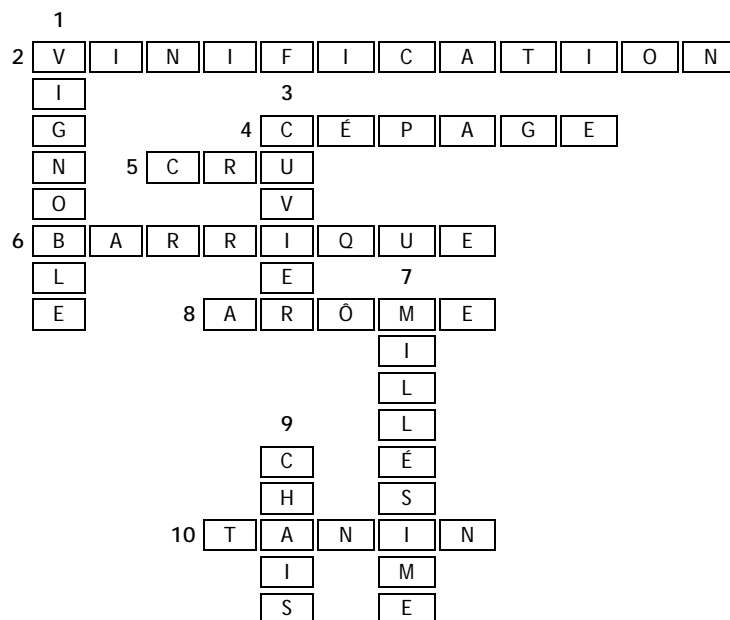 1
2 V I N I F I C A T I O N
I 3
G 4 C É P A G E
N 5 C R U
O V
6 B A R R I Q U E
L E 7
E 8 A R Ô M E
I
L
9 L
C É
H S
10 T A N I N
I M
S E